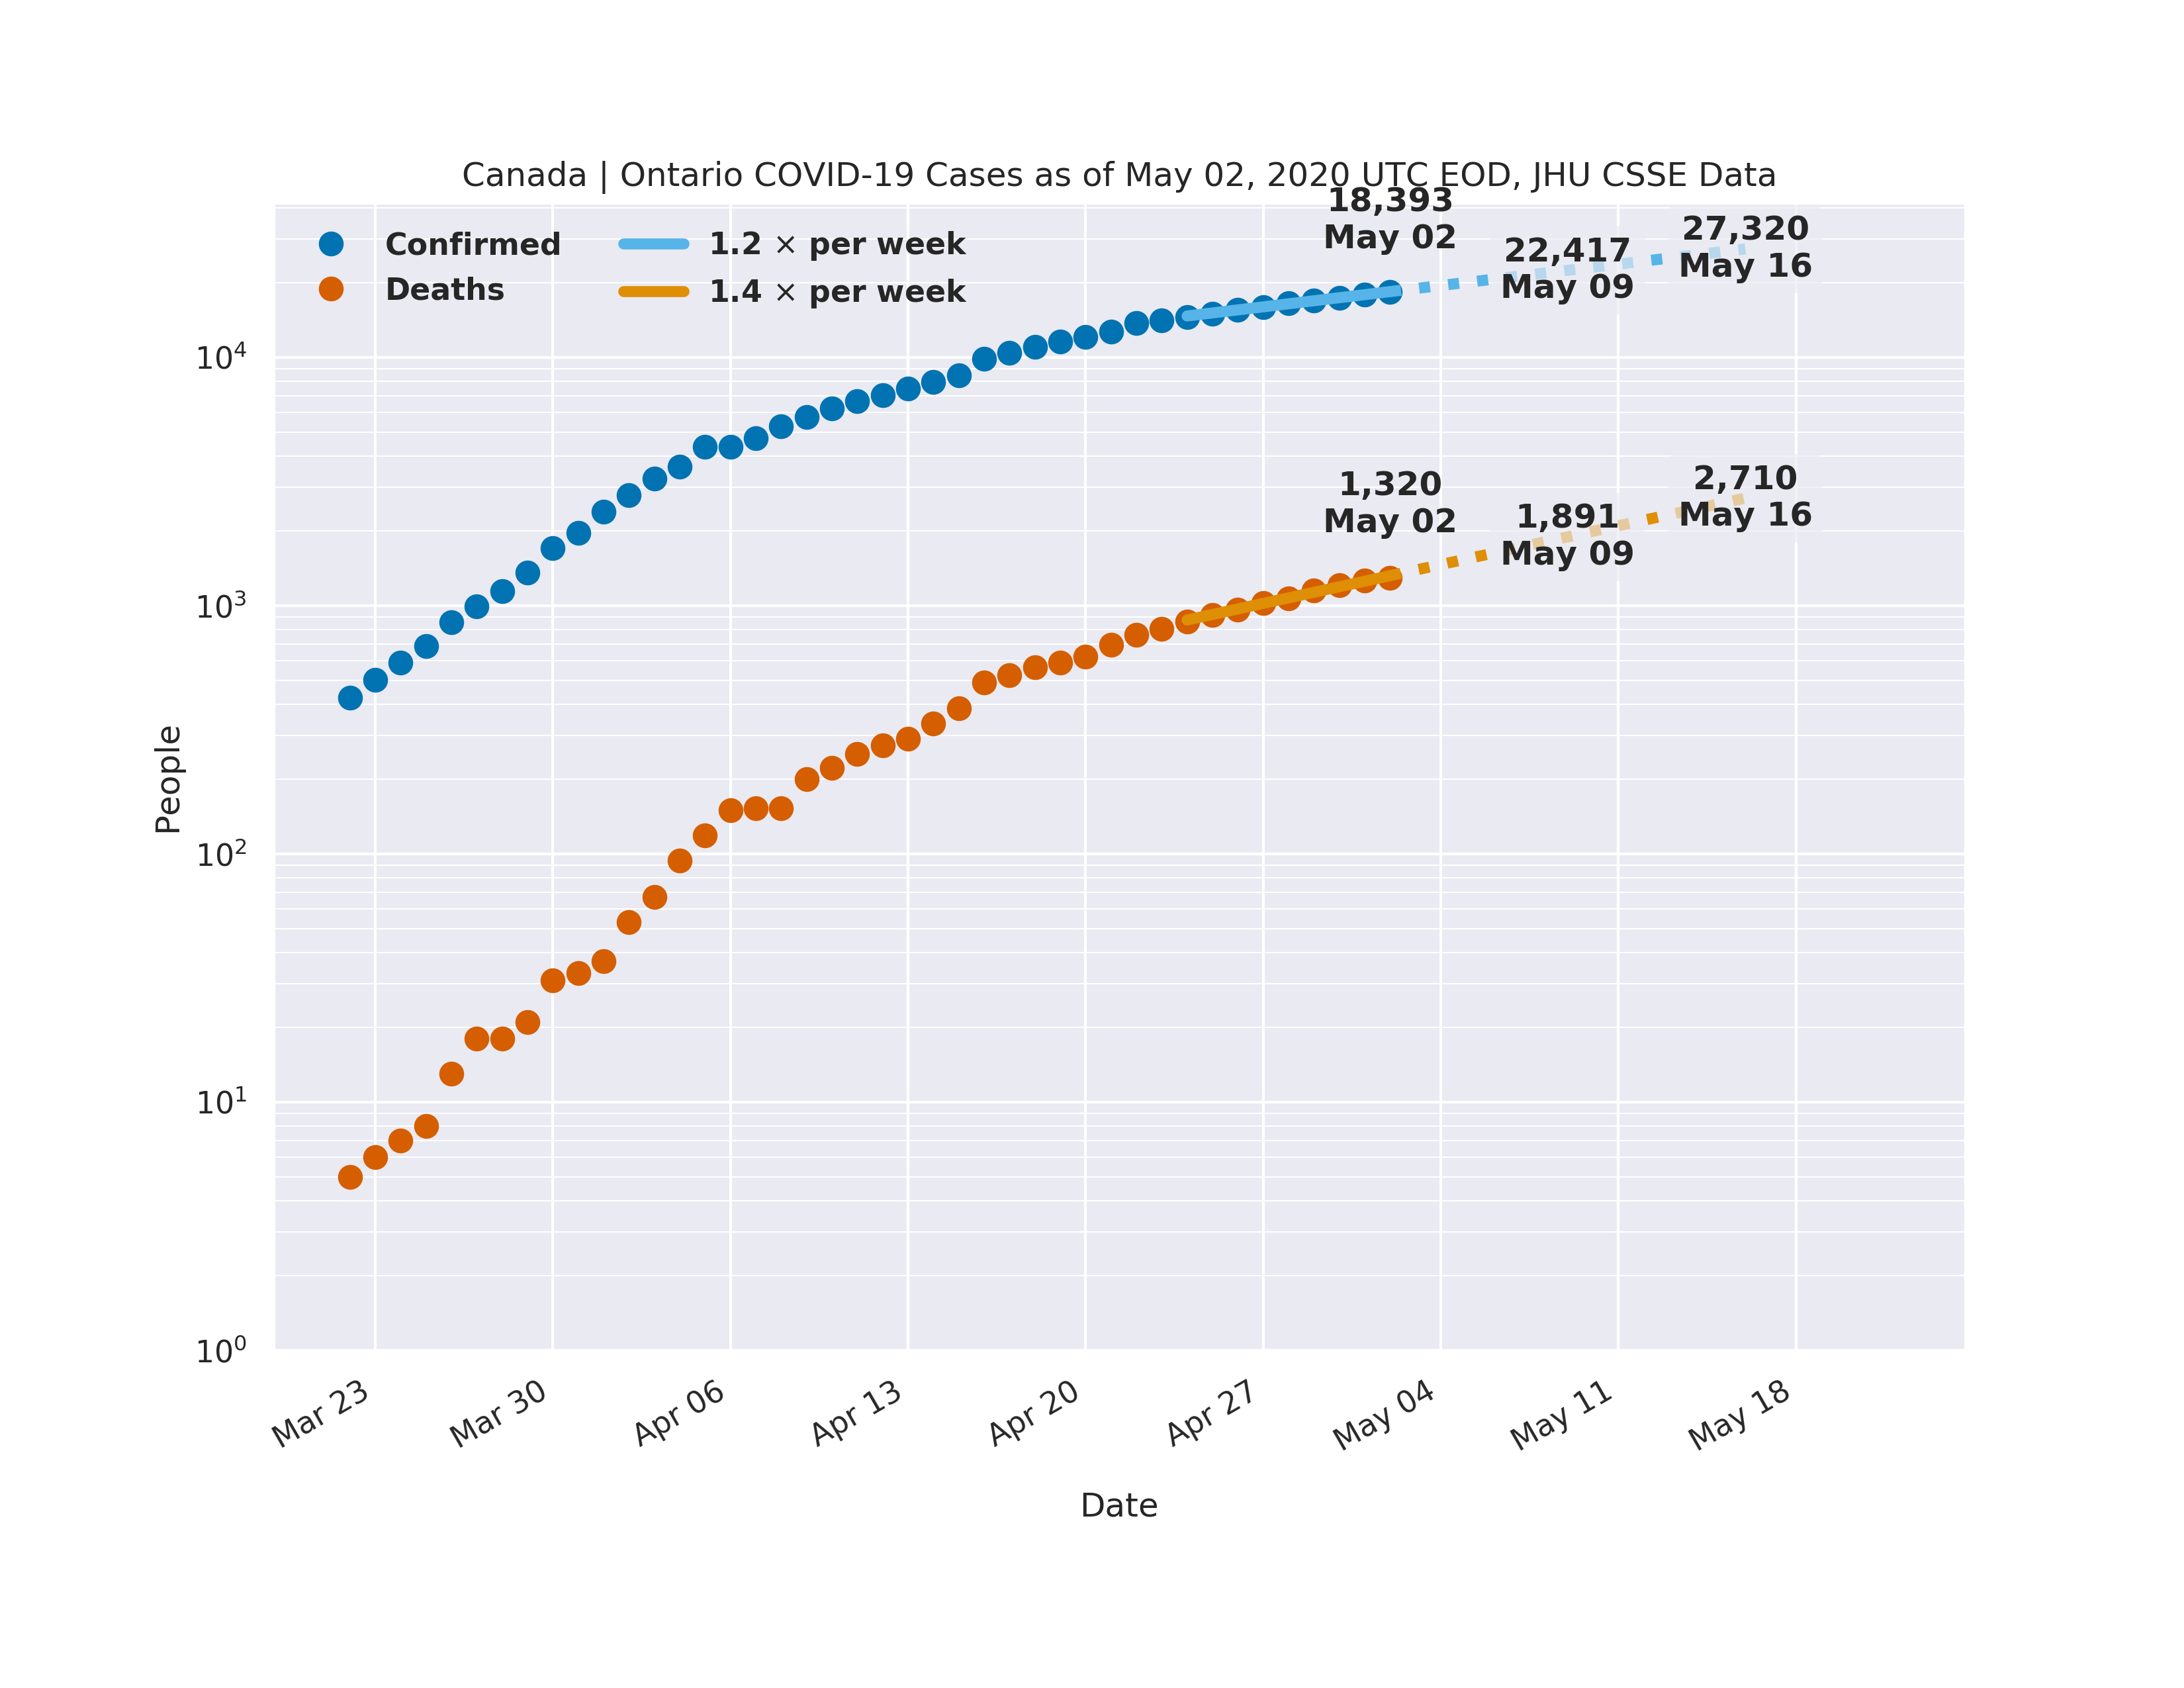 Canada | Ontario COVID-19 Cases as of May 02, 2020 UTC EOD, JHU CSSE Data
Confirmed
Deaths
1.2 × per week
1.4 × per week
18,393
May 02
22,417
May 09
27,320
May 16
1,320
May 02
1,891
May 09
2,710
May 16
People
10⁴
10³
10²
10¹
10⁰
Mar 23
Mar 30
Apr 06
Apr 13
Apr 20
Apr 27
May 04
May 11
May 18
Date